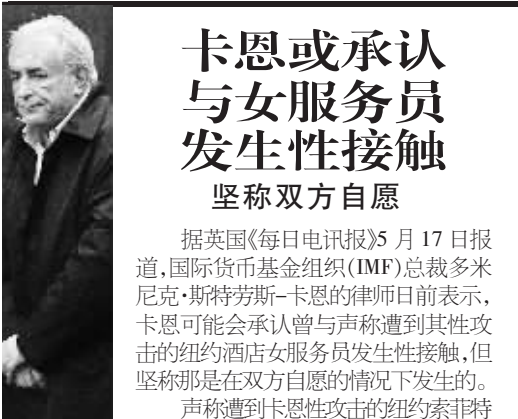 卡恩或承认
与女服务员
发生性接触
坚称双方自愿
据英国《每日电讯报》5 月 17 日报
道,国际货币基金组织(IMF)总裁多米
尼克·斯特劳斯-卡恩的律师日前表示,
卡恩可能会承认曾与声称遭到其性攻
击的纽约酒店女服务员发生性接触,但
坚称那是在双方自愿的情况下发生的。
声称遭到卡恩性攻击的纽约索菲特